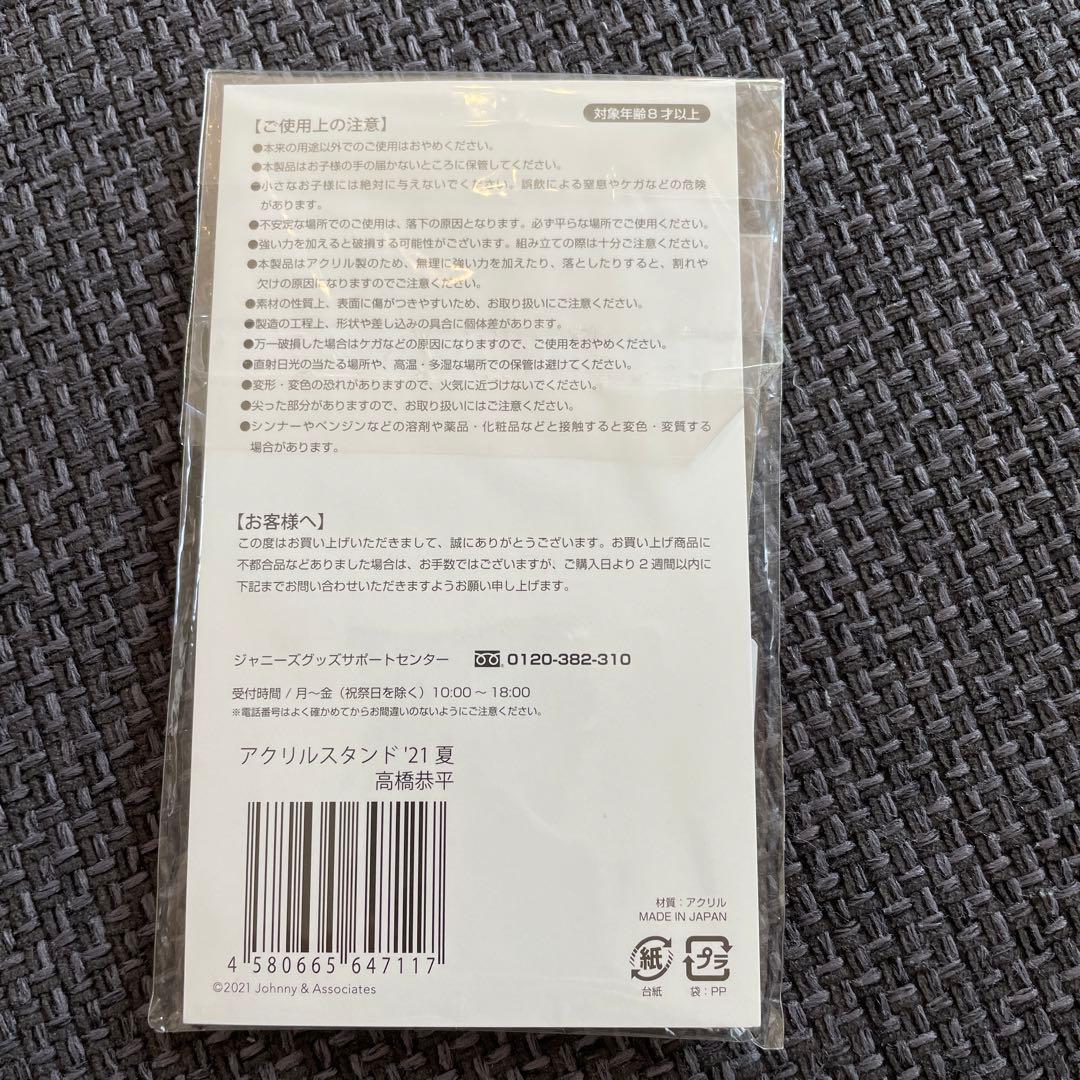 対象年齢8才以上
【ご使用上の注意】
●本来の用途以外でのご使用はおやめください。
●本製品はお子様の手の届かないところに保管してください。
●小さなお子様には絶対に与えないでください。誤飲による窒息やケガなどの危険
があります。
●不安定な場所でのご使用は、落下の原因となります。必ず平らな場所でご使用ください。
●強い力を加えると破損する可能性がございます。組み立ての際は十分ご注意ください。
●本製品はアクリル製のため、無理に強い力を加えたり、落としたりすると、割れや
欠けの原因になりますのでご注意ください。
●素材の性質上、表面に傷がつきやすいため、お取り扱いにご注意ください。
●製造の工程上、形状や差し込みの具合に個体差があります。
●万一破損した場合はケガなどの原因になりますので、ご使用をおやめください。
●直射日光の当たる場所や、高温・多湿な場所での保管は避けてください。
●変形・変色の恐れがありますので、火気に近づけないでください。
●尖った部分がありますので、お取り扱いにはご注意ください。
●シンナーやベンジンなどの溶剤や薬品・化粧品などと接触すると変色・変質する
場合があります。
【お客様へ】
この度はお買い上げいただきまして、誠にありがとうございます。お買い上げ商品に
不都合品などありました場合は、お手数ではございますが、ご購入日より2週間以内に
下記までお問い合わせいただきますようお願い申し上げます。
ジャニーズグッズサポートセンター 0120-382-310
受付時間 / 月〜金（祝祭日を除く）10:00 〜 18:00
※電話番号はよく確かめてからお間違いのないようにご注意ください。
アクリルスタンド '21 夏
高橋恭平
4 580665 647117
©2021 Johnny & Associates
材質：アクリル
MADE IN JAPAN
紙 プラ
台紙 袋：PP